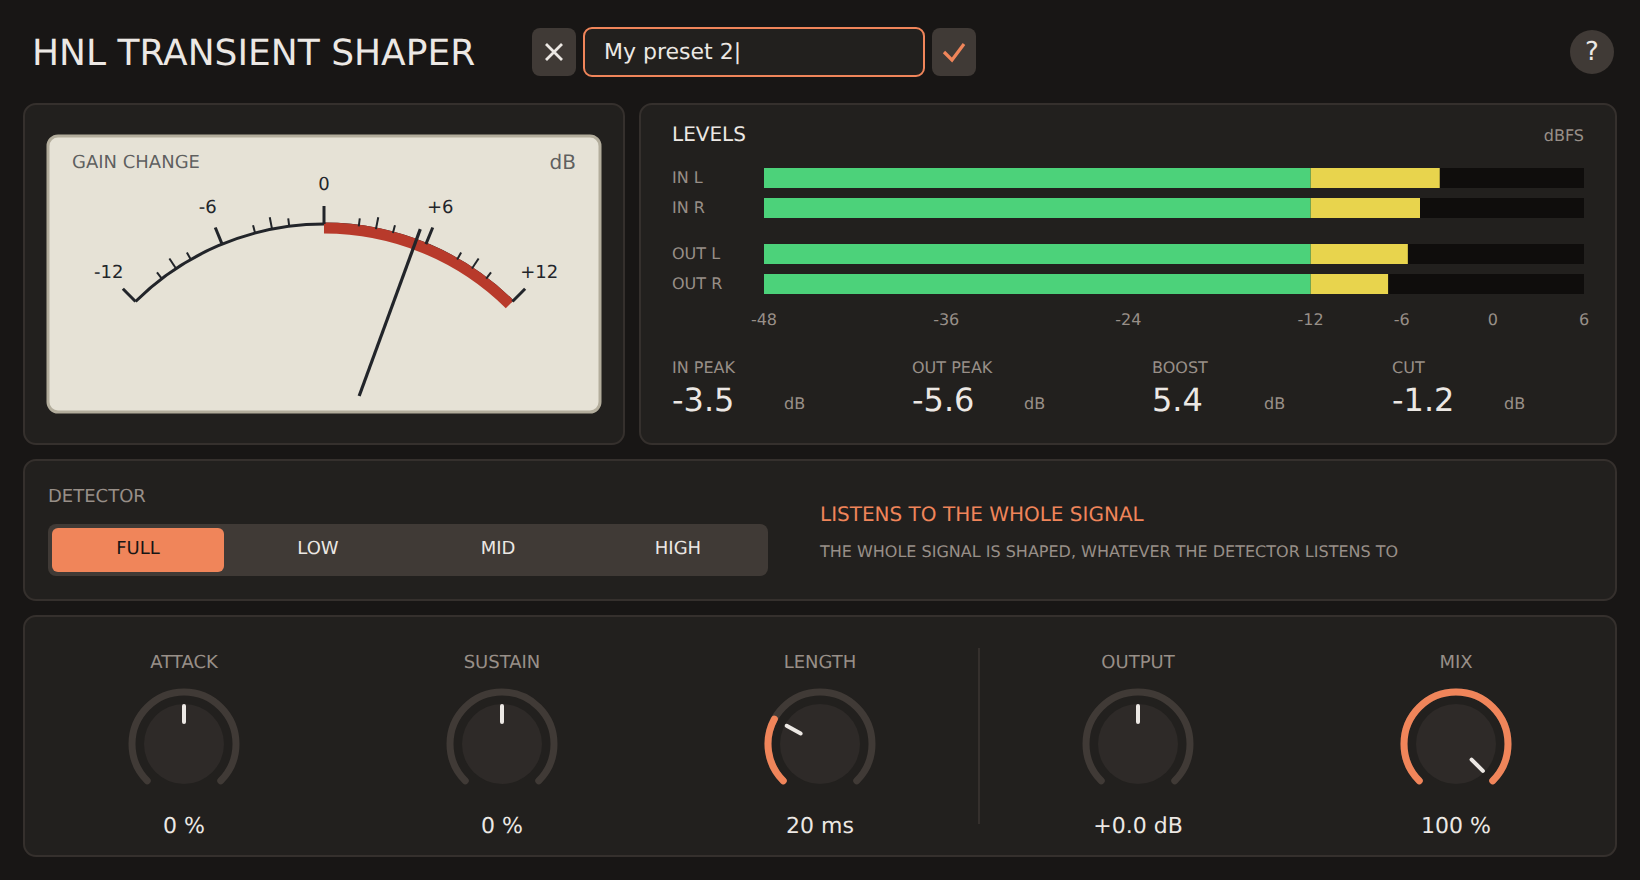 HNL TRANSIENT SHAPER
My preset 2
?
GAIN CHANGE
dB
-12
-6
0
+6
+12
LEVELS
dBFS
IN L
IN R
OUT L
OUT R
-48 -36 -24 -12 -6 0 6
IN PEAK
-3.5 dB
OUT PEAK
-5.6 dB
BOOST
5.4 dB
CUT
-1.2 dB
DETECTOR
FULL LOW MID HIGH
LISTENS TO THE WHOLE SIGNAL
THE WHOLE SIGNAL IS SHAPED, WHATEVER THE DETECTOR LISTENS TO
ATTACK
0 %
SUSTAIN
0 %
LENGTH
20 ms
OUTPUT
+0.0 dB
MIX
100 %